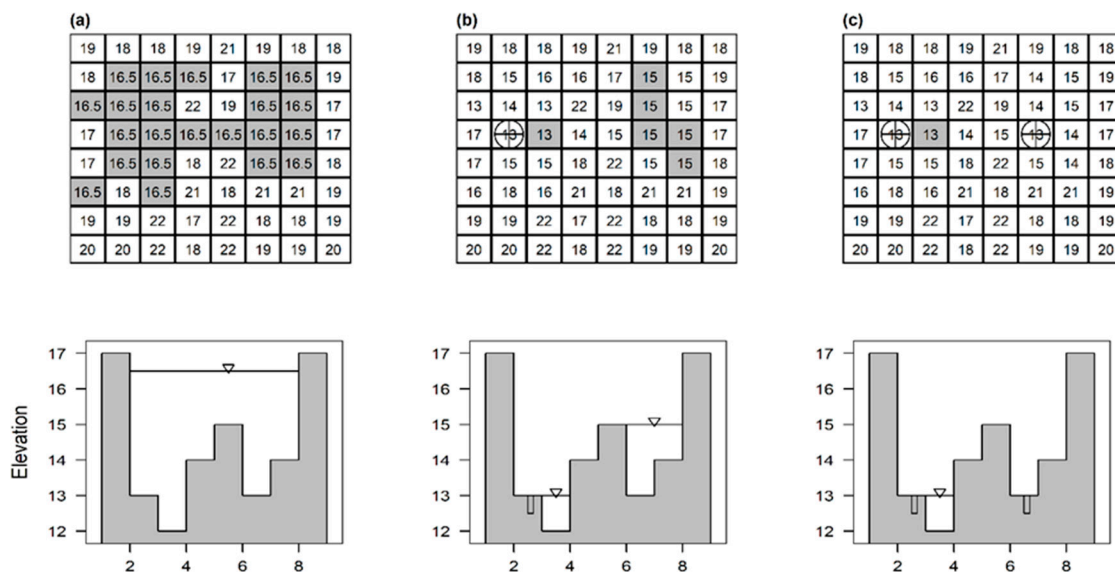 (a)
19 18 18 19 21 19 18 18
18 16.5 16.5 16.5 17 16.5 16.5 19
16.5 16.5 16.5 22 19 16.5 16.5 17
17 16.5 16.5 16.5 16.5 16.5 16.5 17
17 16.5 16.5 18 22 16.5 16.5 18
16.5 18 16.5 21 18 21 21 19
19 19 22 17 22 18 18 19
20 20 22 18 22 19 19 20
(b)
19 18 18 19 21 19 18 18
18 15 16 16 17 15 15 19
13 14 13 22 19 15 15 17
17 13 13 14 15 15 15 17
17 15 15 18 22 15 15 18
16 18 16 21 18 21 21 19
19 19 22 17 22 18 18 19
20 20 22 18 22 19 19 20
(c)
19 18 18 19 21 19 18 18
18 15 16 16 17 14 15 19
13 14 13 22 19 14 15 17
17 13 13 14 15 13 14 17
17 15 15 18 22 15 14 18
16 18 16 21 18 21 21 19
19 19 22 17 22 18 18 19
20 20 22 18 22 19 19 20
Elevation
17
16
15
14
13
12
2 4 6 8
17
16
15
14
13
12
2 4 6 8
17
16
15
14
13
12
2 4 6 8